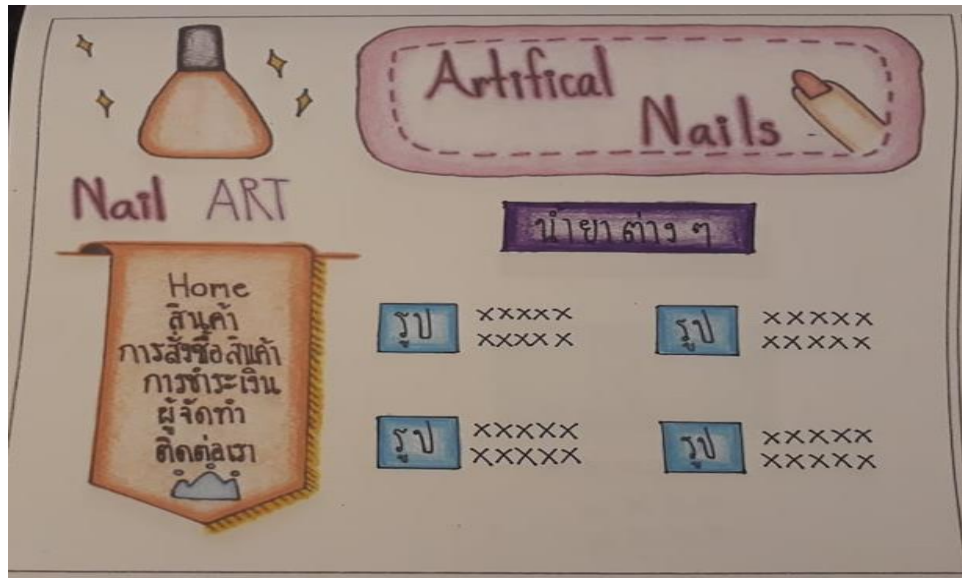 Artifical
Nails
Nail ART
นำยาต่าง ๆ
Home
สินค้า
การสั่งซื้อสินค้า
การชำระเงิน
ผู้จัดทำ
ติดต่อเรา
รูป
xxxxx
xxxxx
รูป
xxxxx
xxxxx
รูป
xxxxx
xxxxx
รูป
xxxxx
xxxxx